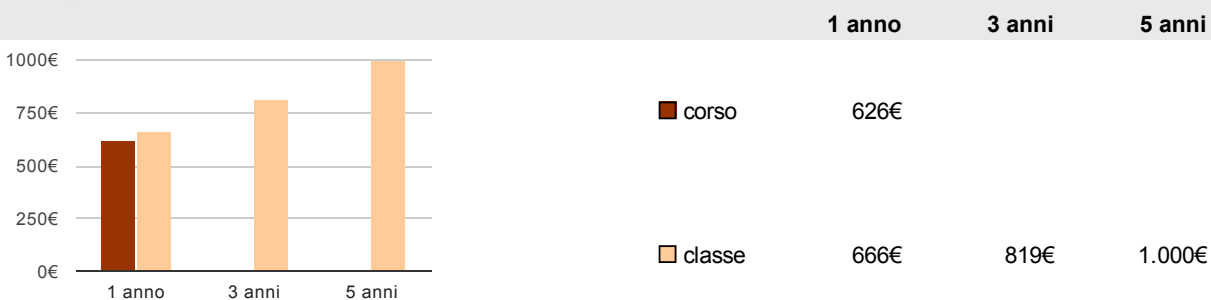 1 anno 3 anni 5 anni
1000€
750€
500€
250€
0€
1 anno 3 anni 5 anni
corso 626€
classe 666€ 819€ 1.000€